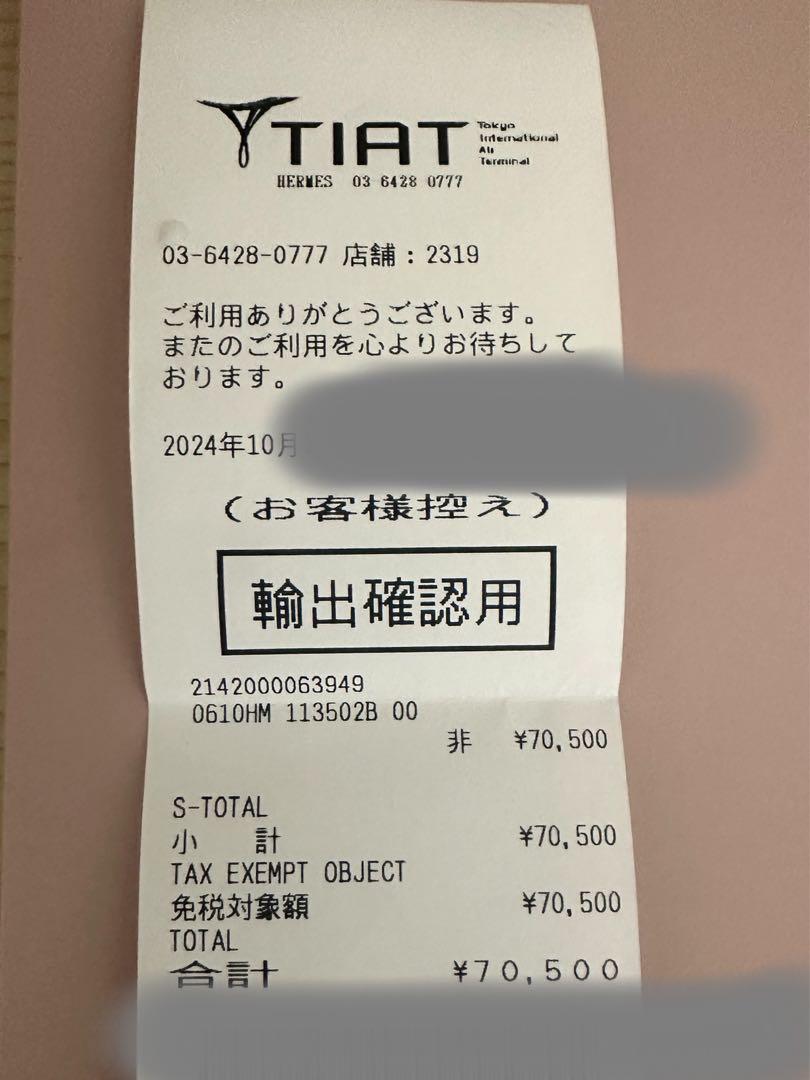 TIAT
Tokyo
International
Air
Terminal
HERMES 03 6428 0777
03-6428-0777 店舗：2319
ご利用ありがとうございます。
またのご利用を心よりお待ちして
おります。
2024年10月
（お客様控え）
輸出確認用
2142000063949
0610HM 113502B 00
非 ¥70,500
S-TOTAL
小 計 ¥70,500
TAX EXEMPT OBJECT
免税対象額 ¥70,500
TOTAL
合計 ¥70,500